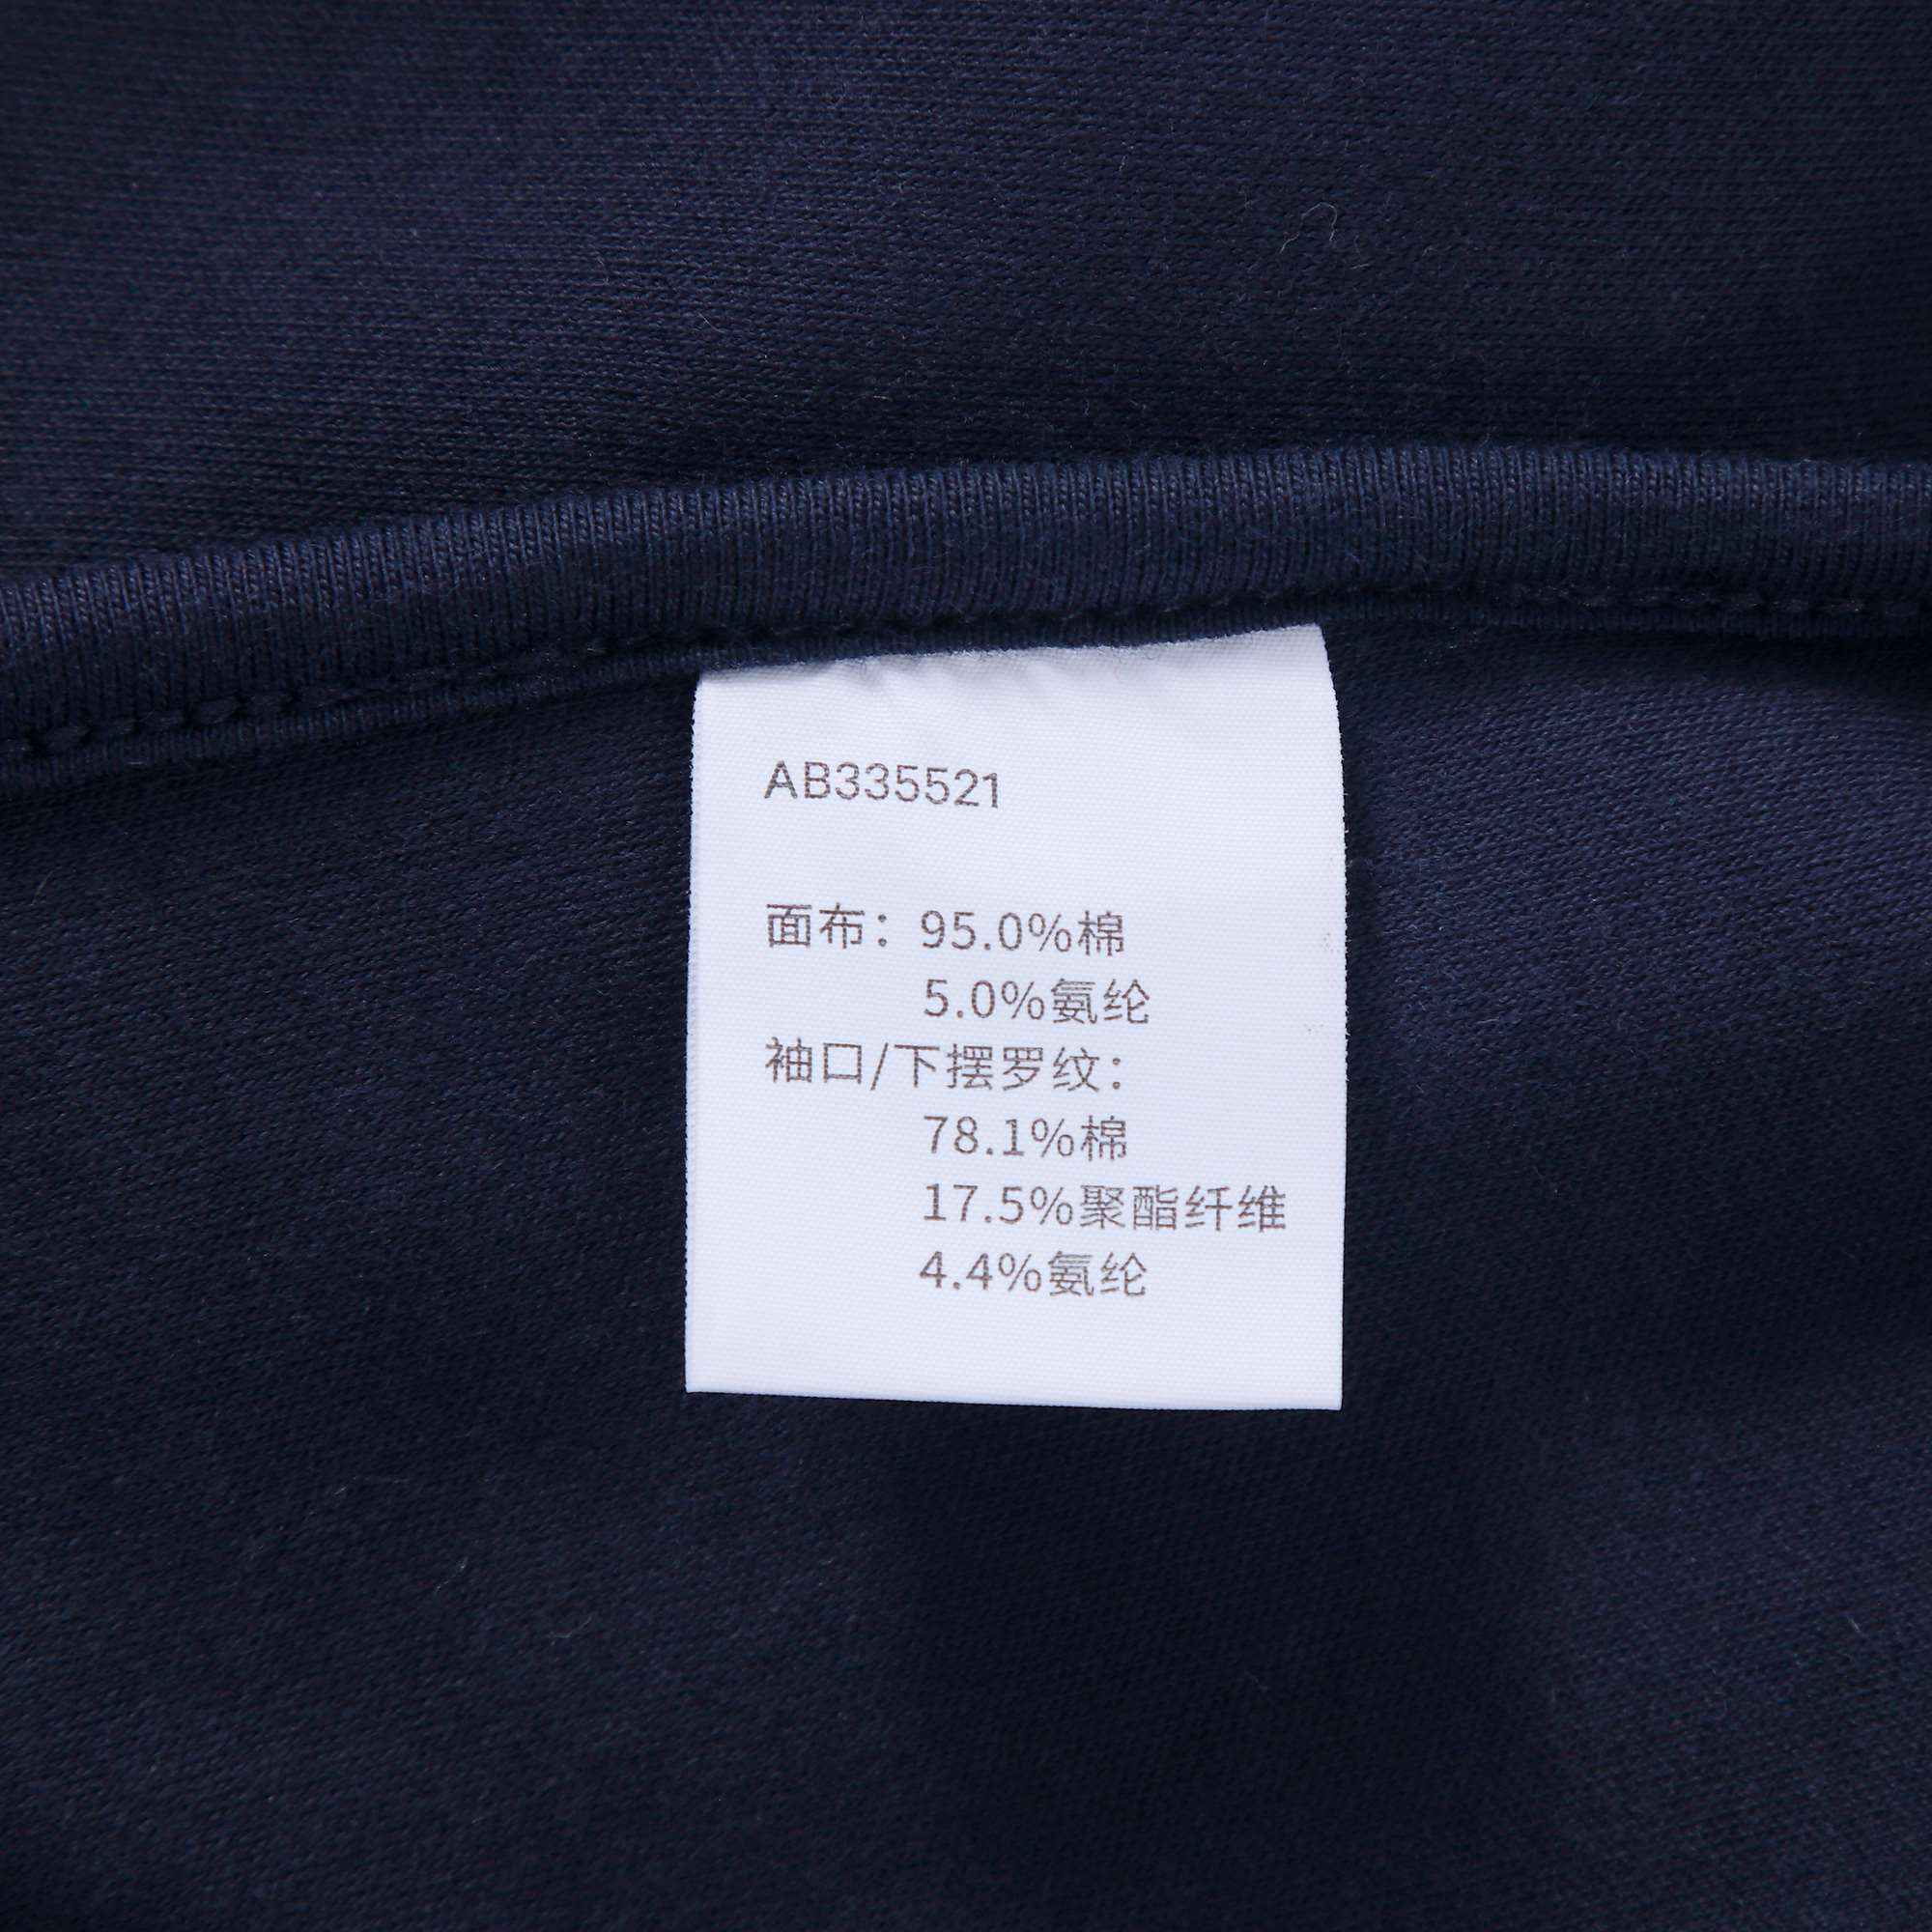 AB335521
面布：95.0%棉
5.0%氨纶
袖口/下摆罗纹：
78.1%棉
17.5%聚酯纤维
4.4%氨纶